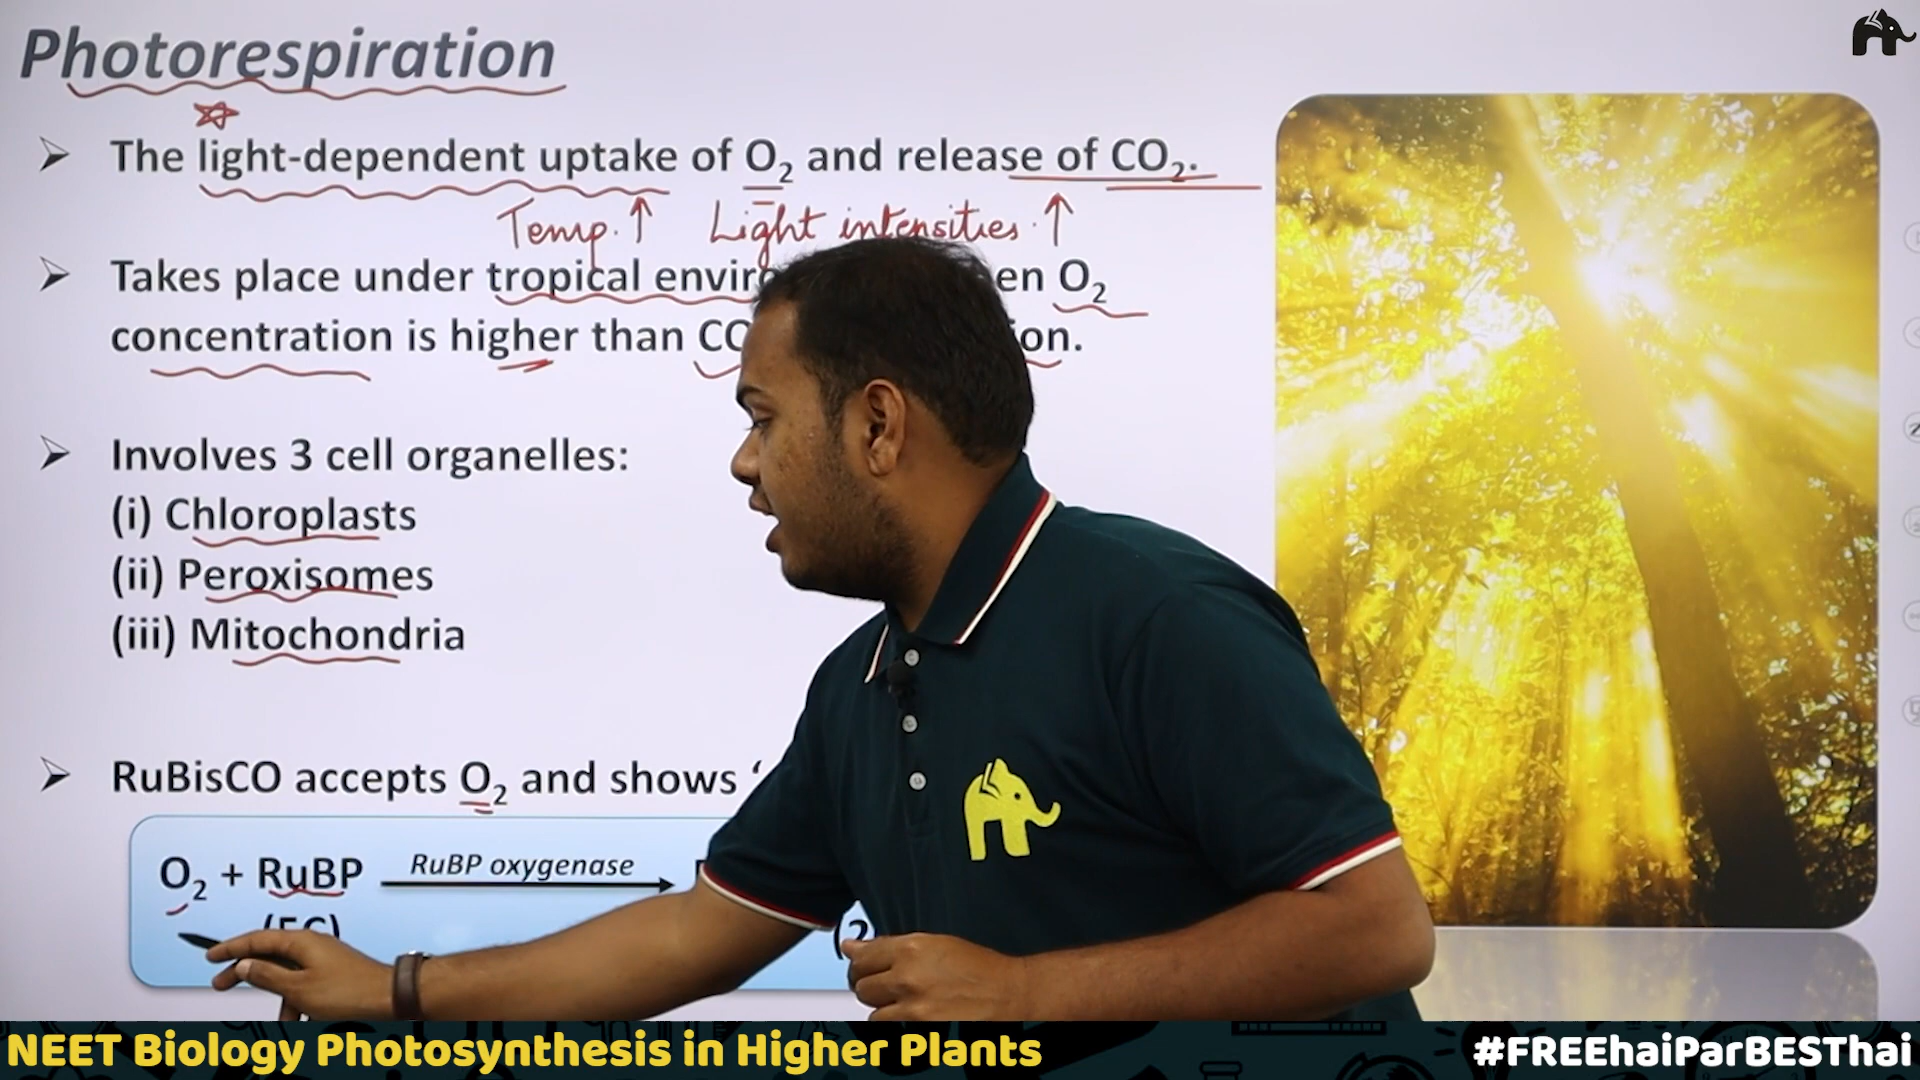 Photorespiration
The light-dependent uptake of O₂ and release of CO₂.
Temp. ↑ Light intensities ↑
Takes place under tropical en O₂
concentration is higher than on.
Involves 3 cell organelles:
(i) Chloroplasts
(ii) Peroxisomes
(iii) Mitochondria
RuBisCO accepts O₂ and shows ‘
O₂ + RuBP RuBP oxygenase
(5C) (2
NEET Biology Photosynthesis in Higher Plants
#FREEhaiParBESThai